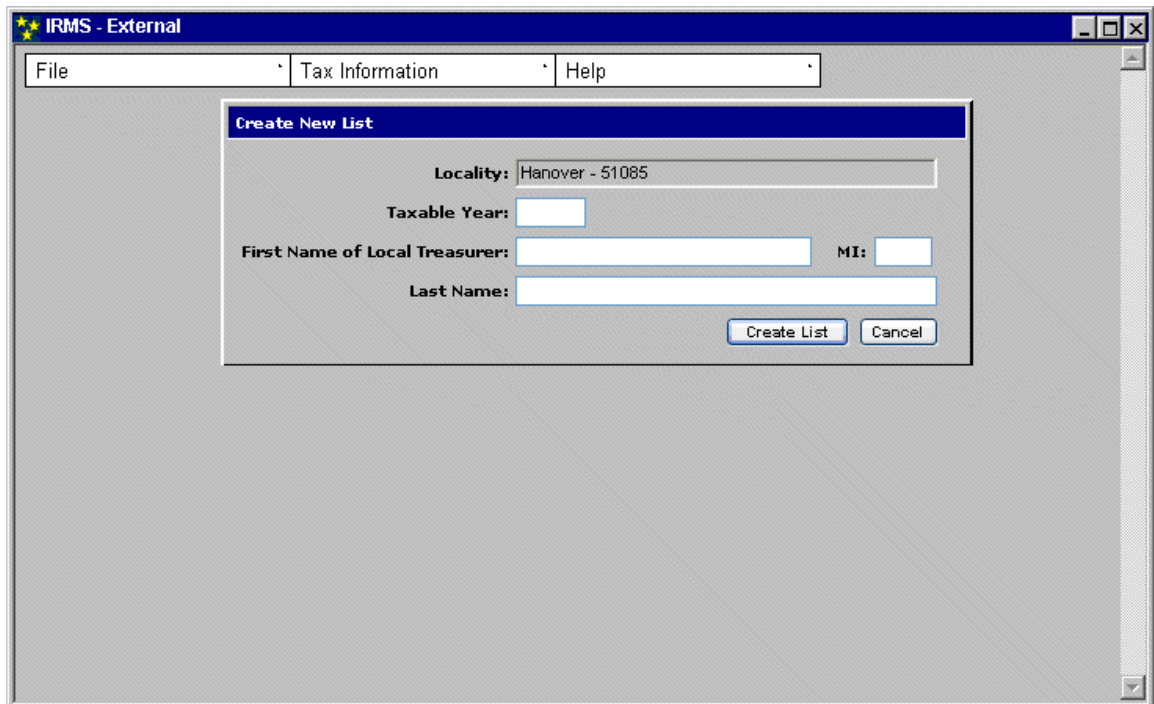 IRMS - External
File Tax Information Help
Create New List
Locality: Hanover - 51085
Taxable Year:
First Name of Local Treasurer: MI:
Last Name:
Create List Cancel